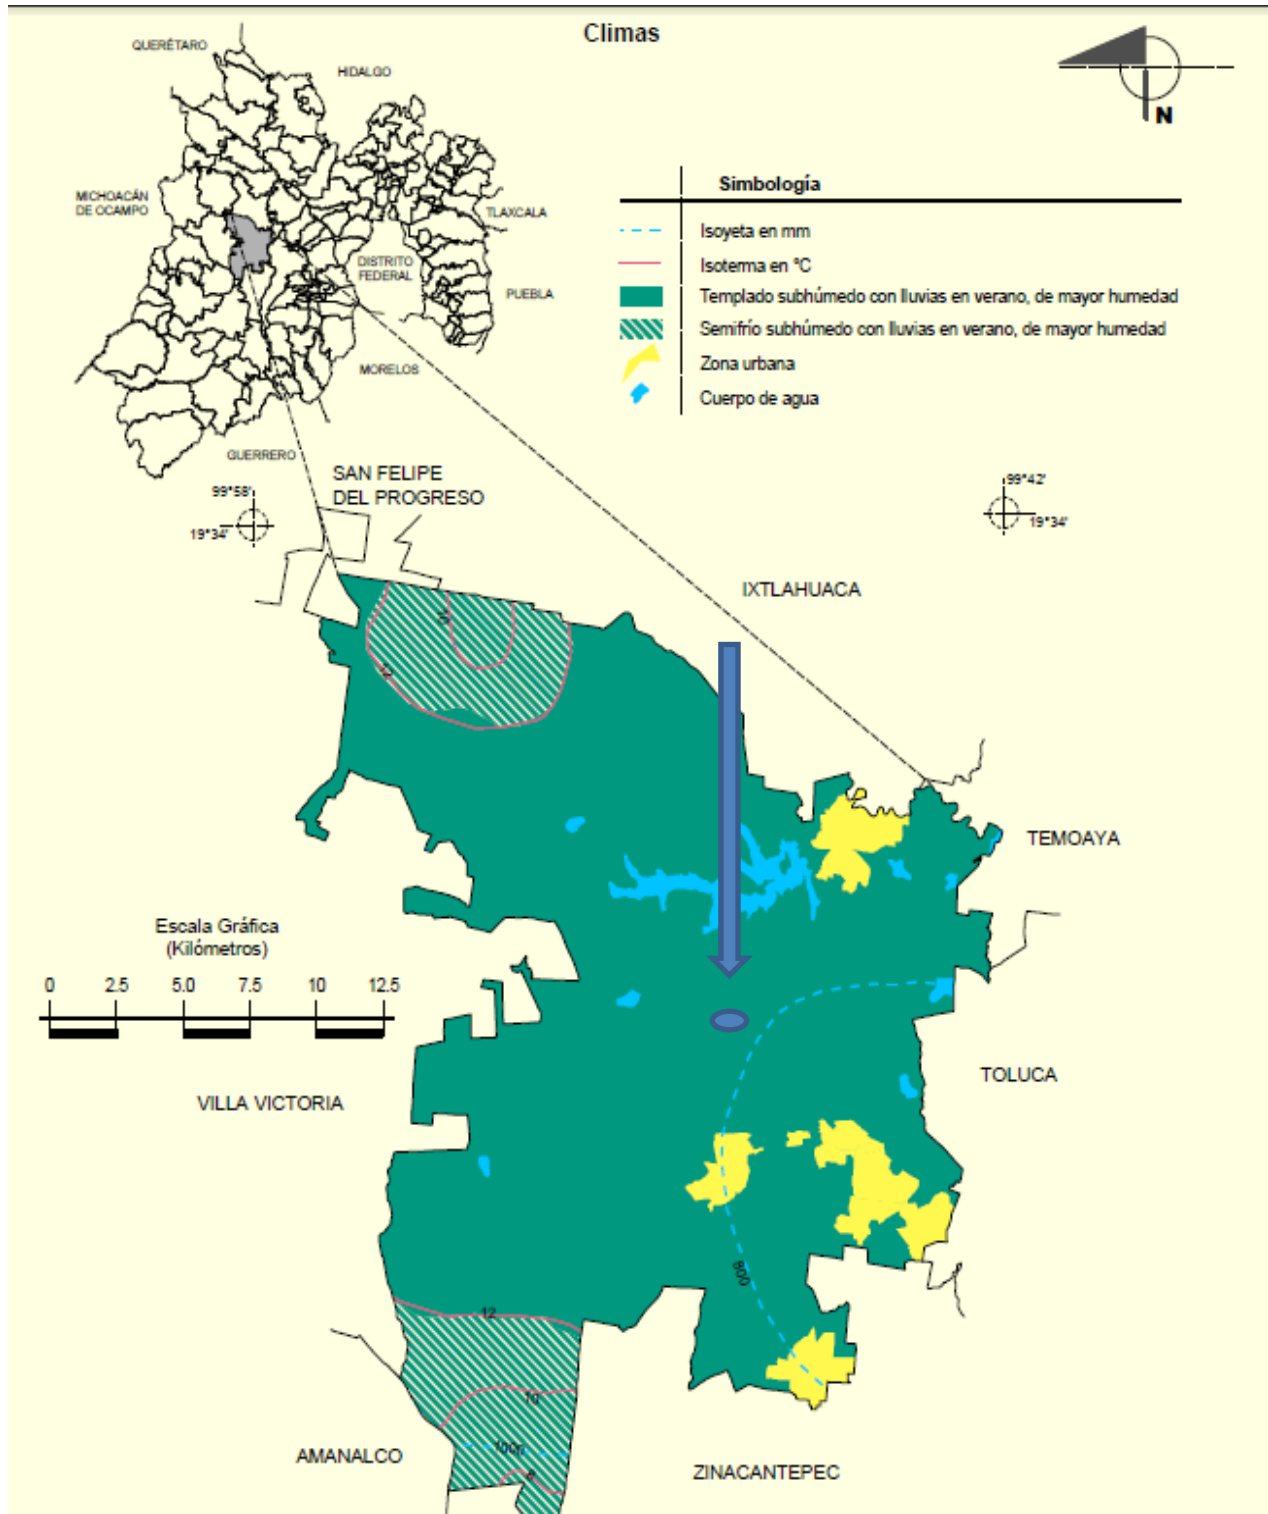 Climas
QUERÉTARO
HIDALGO
MICHOACÁN
DE OCAMPO
TLAXCALA
DISTRITO
FEDERAL
PUEBLA
MORELOS
GUERRERO
N
Simbología
Isoyeta en mm
Isoterma en °C
Templado subhúmedo con lluvias en verano, de mayor humedad
Semifrío subhúmedo con lluvias en verano, de mayor humedad
Zona urbana
Cuerpo de agua
SAN FELIPE
DEL PROGRESO
99°58'
19°34'
99°42'
19°34'
IXTLAHUACA
12
TEMOAYA
Escala Gráfica
(Kilómetros)
0 2.5 5.0 7.5 10 12.5
TOLUCA
VILLA VICTORIA
800
12
10
1000
AMANALCO
ZINACANTEPEC